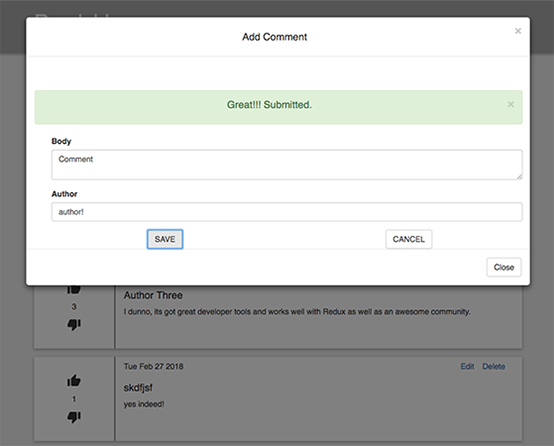 Add Comment
×
Great!!! Submitted.
×
Body
Comment
Author
author!
SAVE
CANCEL
Close
3
Author Three
I dunno, its got great developer tools and works well with Redux as well as an awesome community.
Tue Feb 27 2018
Edit Delete
skdfjsf
1
yes indeed!